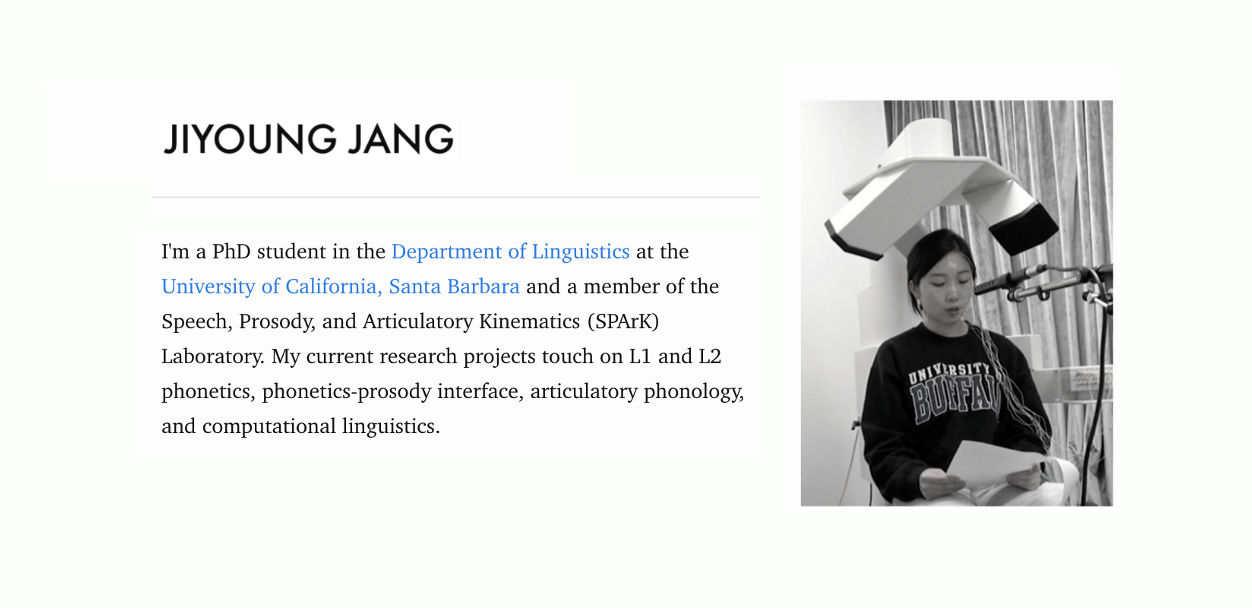 JIYOUNG JANG
I'm a PhD student in the Department of Linguistics at the
University of California, Santa Barbara and a member of the
Speech, Prosody, and Articulatory Kinematics (SPArK)
Laboratory. My current research projects touch on L1 and L2
phonetics, phonetics-prosody interface, articulatory phonology,
and computational linguistics.
UNIVERSITY
BUFFAL